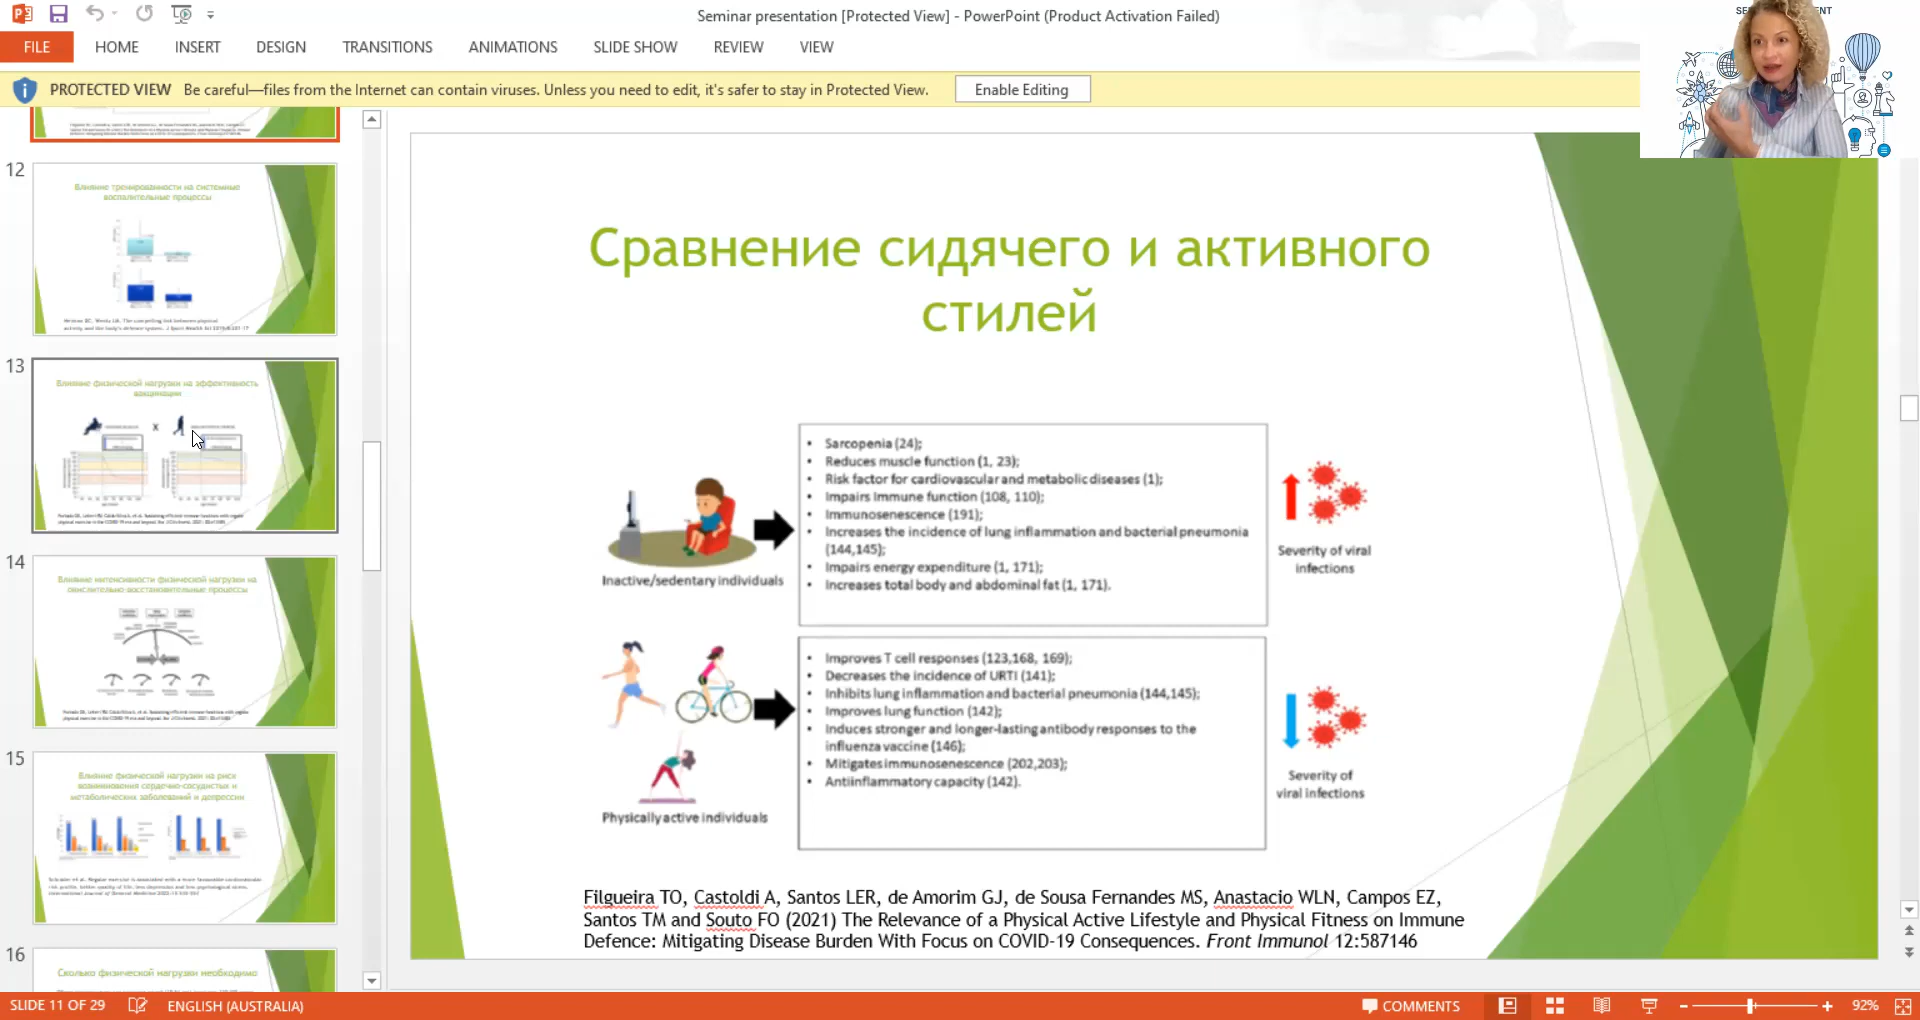 Seminar presentation [Protected View] - PowerPoint (Product Activation Failed)
FILE HOME INSERT DESIGN TRANSITIONS ANIMATIONS SLIDE SHOW REVIEW VIEW
PROTECTED VIEW Be careful—files from the Internet can contain viruses. Unless you need to edit, it's safer to stay in Protected View. Enable Editing
12
Влияние тренированности на системные
воспалительные процессы
13
Влияние физической нагрузки на эффективность
вакцинации
X
14
Влияние интенсивности физической нагрузки на
окислительно-восстановительные процессы
15
Влияние физической нагрузки на риск
возникновения сердечно-сосудистых и
метаболических заболеваний и депрессии
16
Сколько физической нагрузки необходимо
Сравнение сидячего и активного
стилей
Inactive/sedentary individuals
• Sarcopenia (24);
• Reduces muscle function (1, 23);
• Risk factor for cardiovascular and metabolic diseases (1);
• Impairs Immune function (108, 110);
• Immunosenescence (191);
• Increases the incidence of lung inflammation and bacterial pneumonia
(144,145);
• Impairs energy expenditure (1, 171);
• Increases total body and abdominal fat (1, 171).
Severity of viral
infections
Physically active individuals
• Improves T cell responses (123,168, 169);
• Decreases the incidence of URTI (141);
• Inhibits lung inflammation and bacterial pneumonia (144,145);
• Improves lung function (142);
• Induces stronger and longer-lasting antibody responses to the
influenza vaccine (146);
• Mitigates immunosenescence (202,203);
• Antiinflammatory capacity (142).
Severity of
viral infections
Filgueira TO, Castoldi A, Santos LER, de Amorim GJ, de Sousa Fernandes MS, Anastacio WLN, Campos EZ,
Santos TM and Souto FO (2021) The Relevance of a Physical Active Lifestyle and Physical Fitness on Immune
Defence: Mitigating Disease Burden With Focus on COVID-19 Consequences. Front Immunol 12:587146
SLIDE 11 OF 29 ENGLISH (AUSTRALIA) COMMENTS 92%